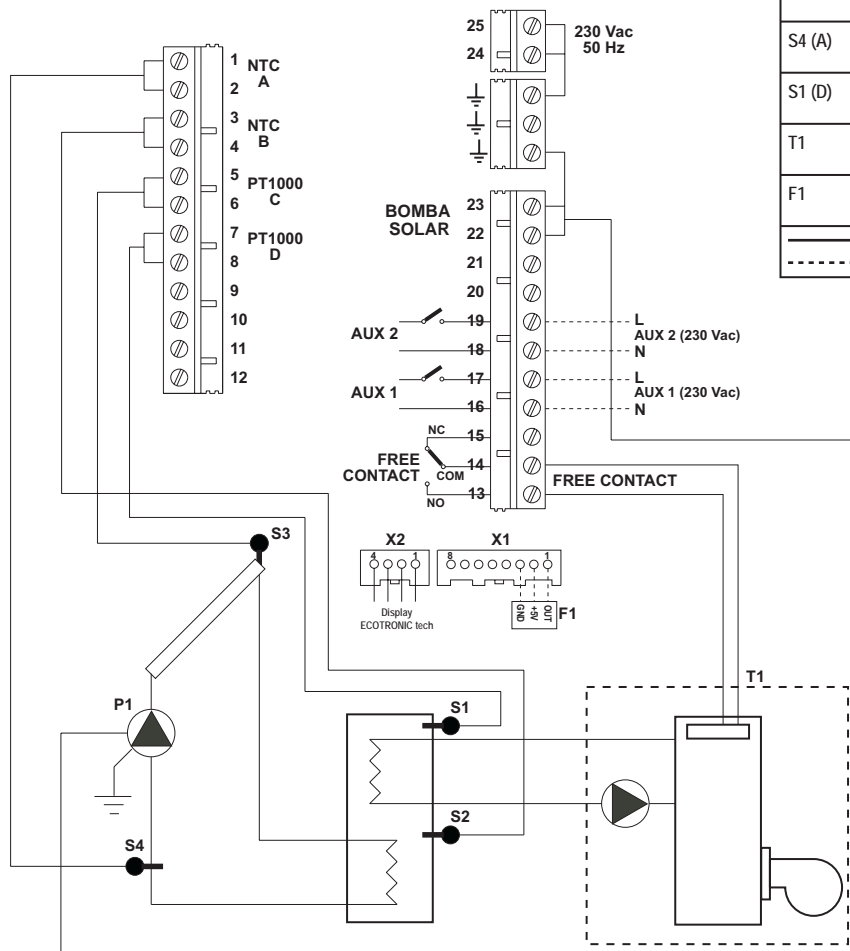 1
2
3
4
5
6
7
8
9
10
11
12
NTC
A
NTC
B
PT1000
C
PT1000
D
25
24
230 Vac
50 Hz
BOMBA
SOLAR
23
22
21
20
19
18
17
16
15
14
13
AUX 2
AUX 1
NC
FREE
CONTACT
COM
NO
L
AUX 2 (230 Vac)
N
L
AUX 1 (230 Vac)
N
FREE CONTACT
S4 (A)
S1 (D)
T1
F1
X2
4 1
Display
ECOTRONIC tech
X1
8 1
GND
+5V
OUT
F1
S3
P1
S4
S1
S2
T1